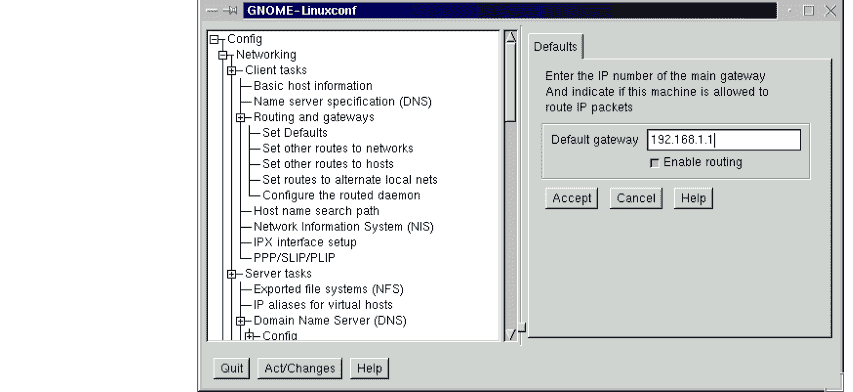 GNOME-Linuxconf
Config
Networking
Client tasks
Basic host information
Name server specification (DNS)
Routing and gateways
Set Defaults
Set other routes to networks
Set other routes to hosts
Set routes to alternate local nets
Configure the routed daemon
Host name search path
Network Information System (NIS)
IPX interface setup
PPP/SLIP/PLIP
Server tasks
Exported file systems (NFS)
IP aliases for virtual hosts
Domain Name Server (DNS)
Config
Defaults
Enter the IP number of the main gateway
And indicate if this machine is allowed to
route IP packets
Default gateway 192.168.1.1
Enable routing
Accept Cancel Help
Quit Act/Changes Help